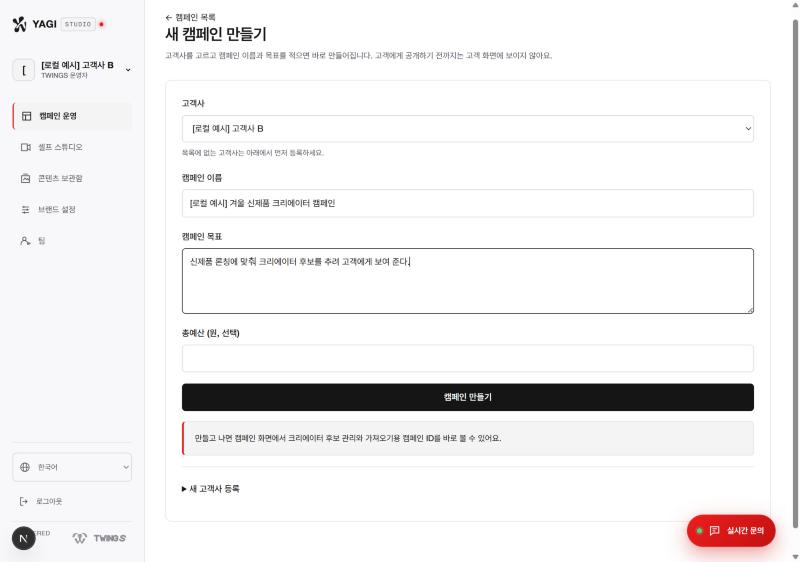 YAGI STUDIO
[ [로컬 예시] 고객사 B
TWINGS 운영자
캠페인 운영
셀프 스튜디오
콘텐츠 보관함
브랜드 설정
팀
한국어
로그아웃
N
TWINGS
← 캠페인 목록
새 캠페인 만들기
고객사를 고르고 캠페인 이름과 목표를 적으면 바로 만들어집니다. 고객에게 공개하기 전까지는 고객 화면에 보이지 않아요.
고객사
[로컬 예시] 고객사 B
목록에 없는 고객사는 아래에서 먼저 등록하세요.
캠페인 이름
[로컬 예시] 겨울 신제품 크리에이터 캠페인
캠페인 목표
신제품 론칭에 맞춰 크리에이터 후보를 추려 고객에게 보여 준다.
총예산 (원, 선택)
캠페인 만들기
만들고 나면 캠페인 화면에서 크리에이터 후보 관리와 가져오기용 캠페인 ID를 바로 볼 수 있어요.
▶ 새 고객사 등록
실시간 문의